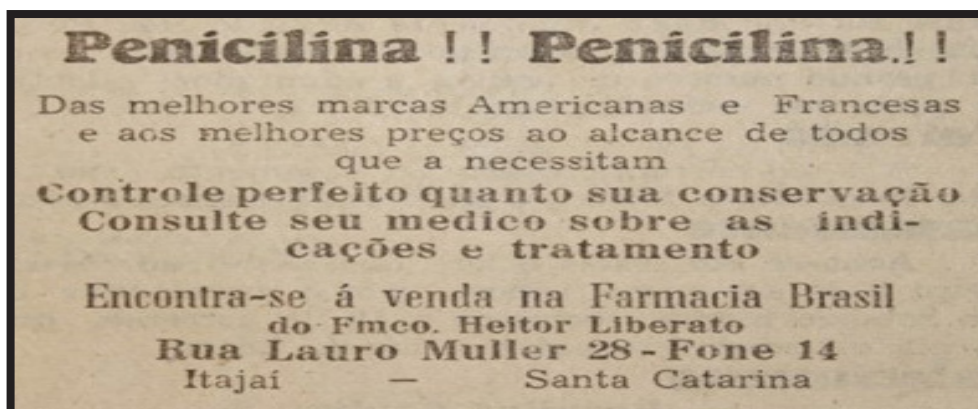 Penicilina !! Penicilina.!!
Das melhores marcas Americanas e Francesas
e aos melhores preços ao alcance de todos
que a necessitam
Controle perfeito quanto sua conservação
Consulte seu medico sobre as indi-
cações e tratamento
Encontra-se á venda na Farmacia Brasil
do Fmco. Heitor Liberato
Rua Lauro Muller 28 - Fone 14
Itajaí — Santa Catarina